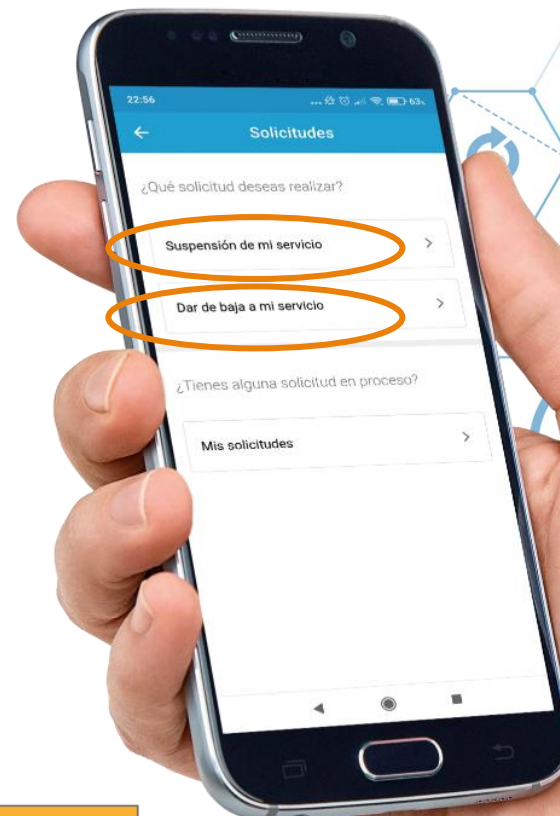 22:56
... 63%
Solicitudes
¿Qué solicitud deseas realizar?
Suspensión de mi servicio
Dar de baja a mi servicio
¿Tienes alguna solicitud en proceso?
Mis solicitudes